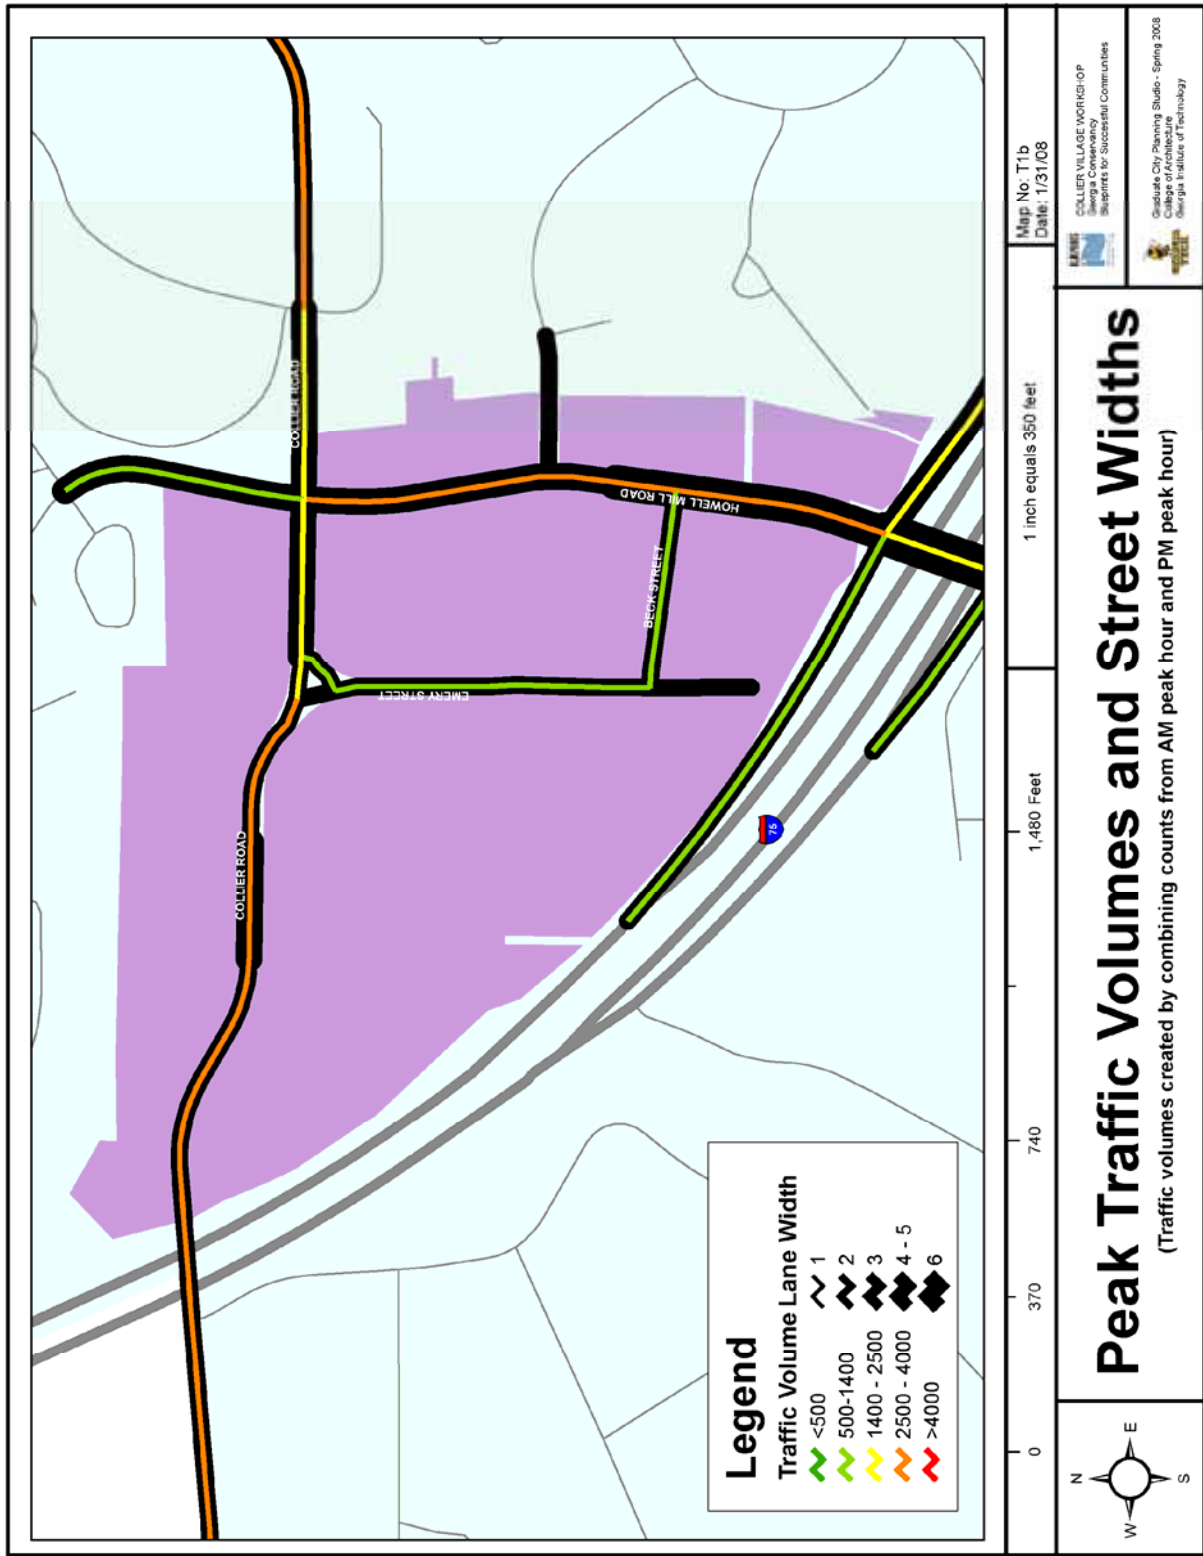 COLLIER ROAD
COLLIER ROAD
HOWELL MILL ROAD
BECK STREET
EMERY STREET
75
Legend
Traffic Volume Lane Width
<500
500-1400
1400 - 2500
2500 - 4000
>4000
1
2
3
4 - 5
6
0
370
740
1,480 Feet
1 inch equals 350 feet
Map No: T1b
Date: 1/31/08
N
W
E
S
Peak Traffic Volumes and Street Widths
(Traffic volumes created by combining counts from AM peak hour and PM peak hour)
COLLIER VILLAGE WORKSHOP
Georgia Conservancy
Blueprints for Successful Communities
Graduate City Planning Studio - Spring 2008
College of Architecture
Georgia Institute of Technology